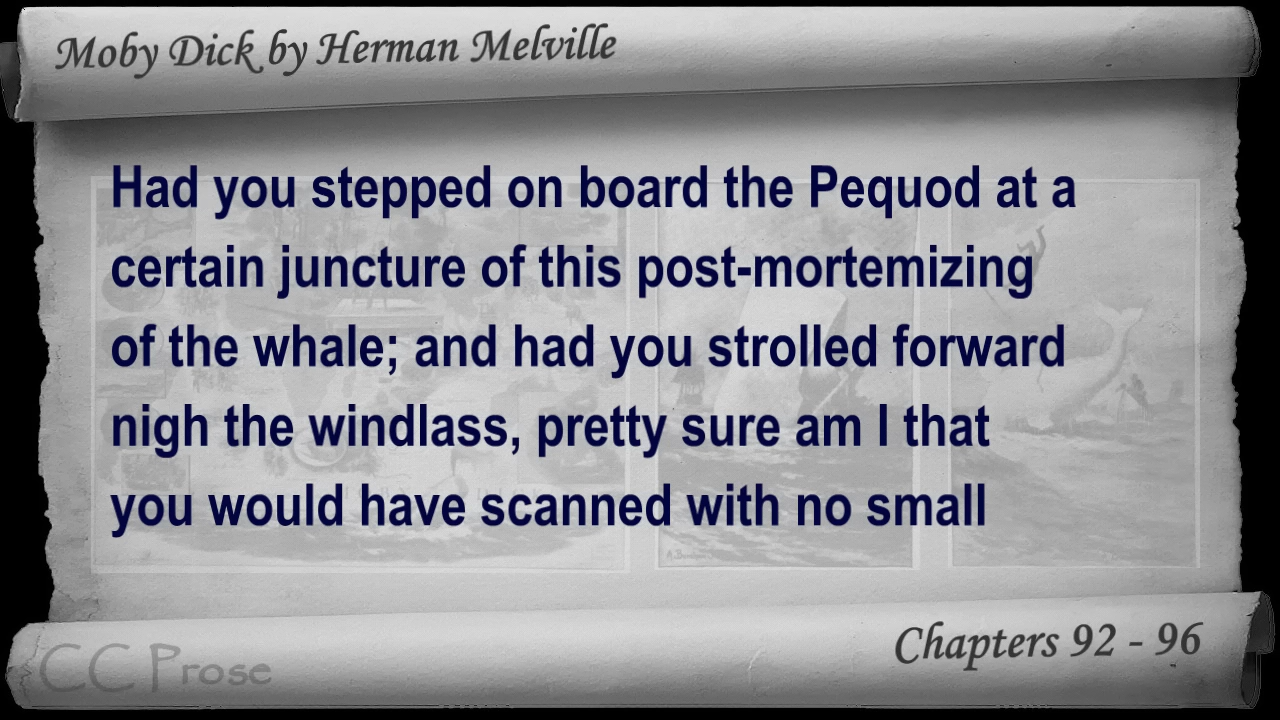 Moby Dick by Herman Melville
Had you stepped on board the Pequod at a
certain juncture of this post-mortemizing
of the whale; and had you strolled forward
nigh the windlass, pretty sure am I that
you would have scanned with no small
Chapters 92 - 96
CC Prose